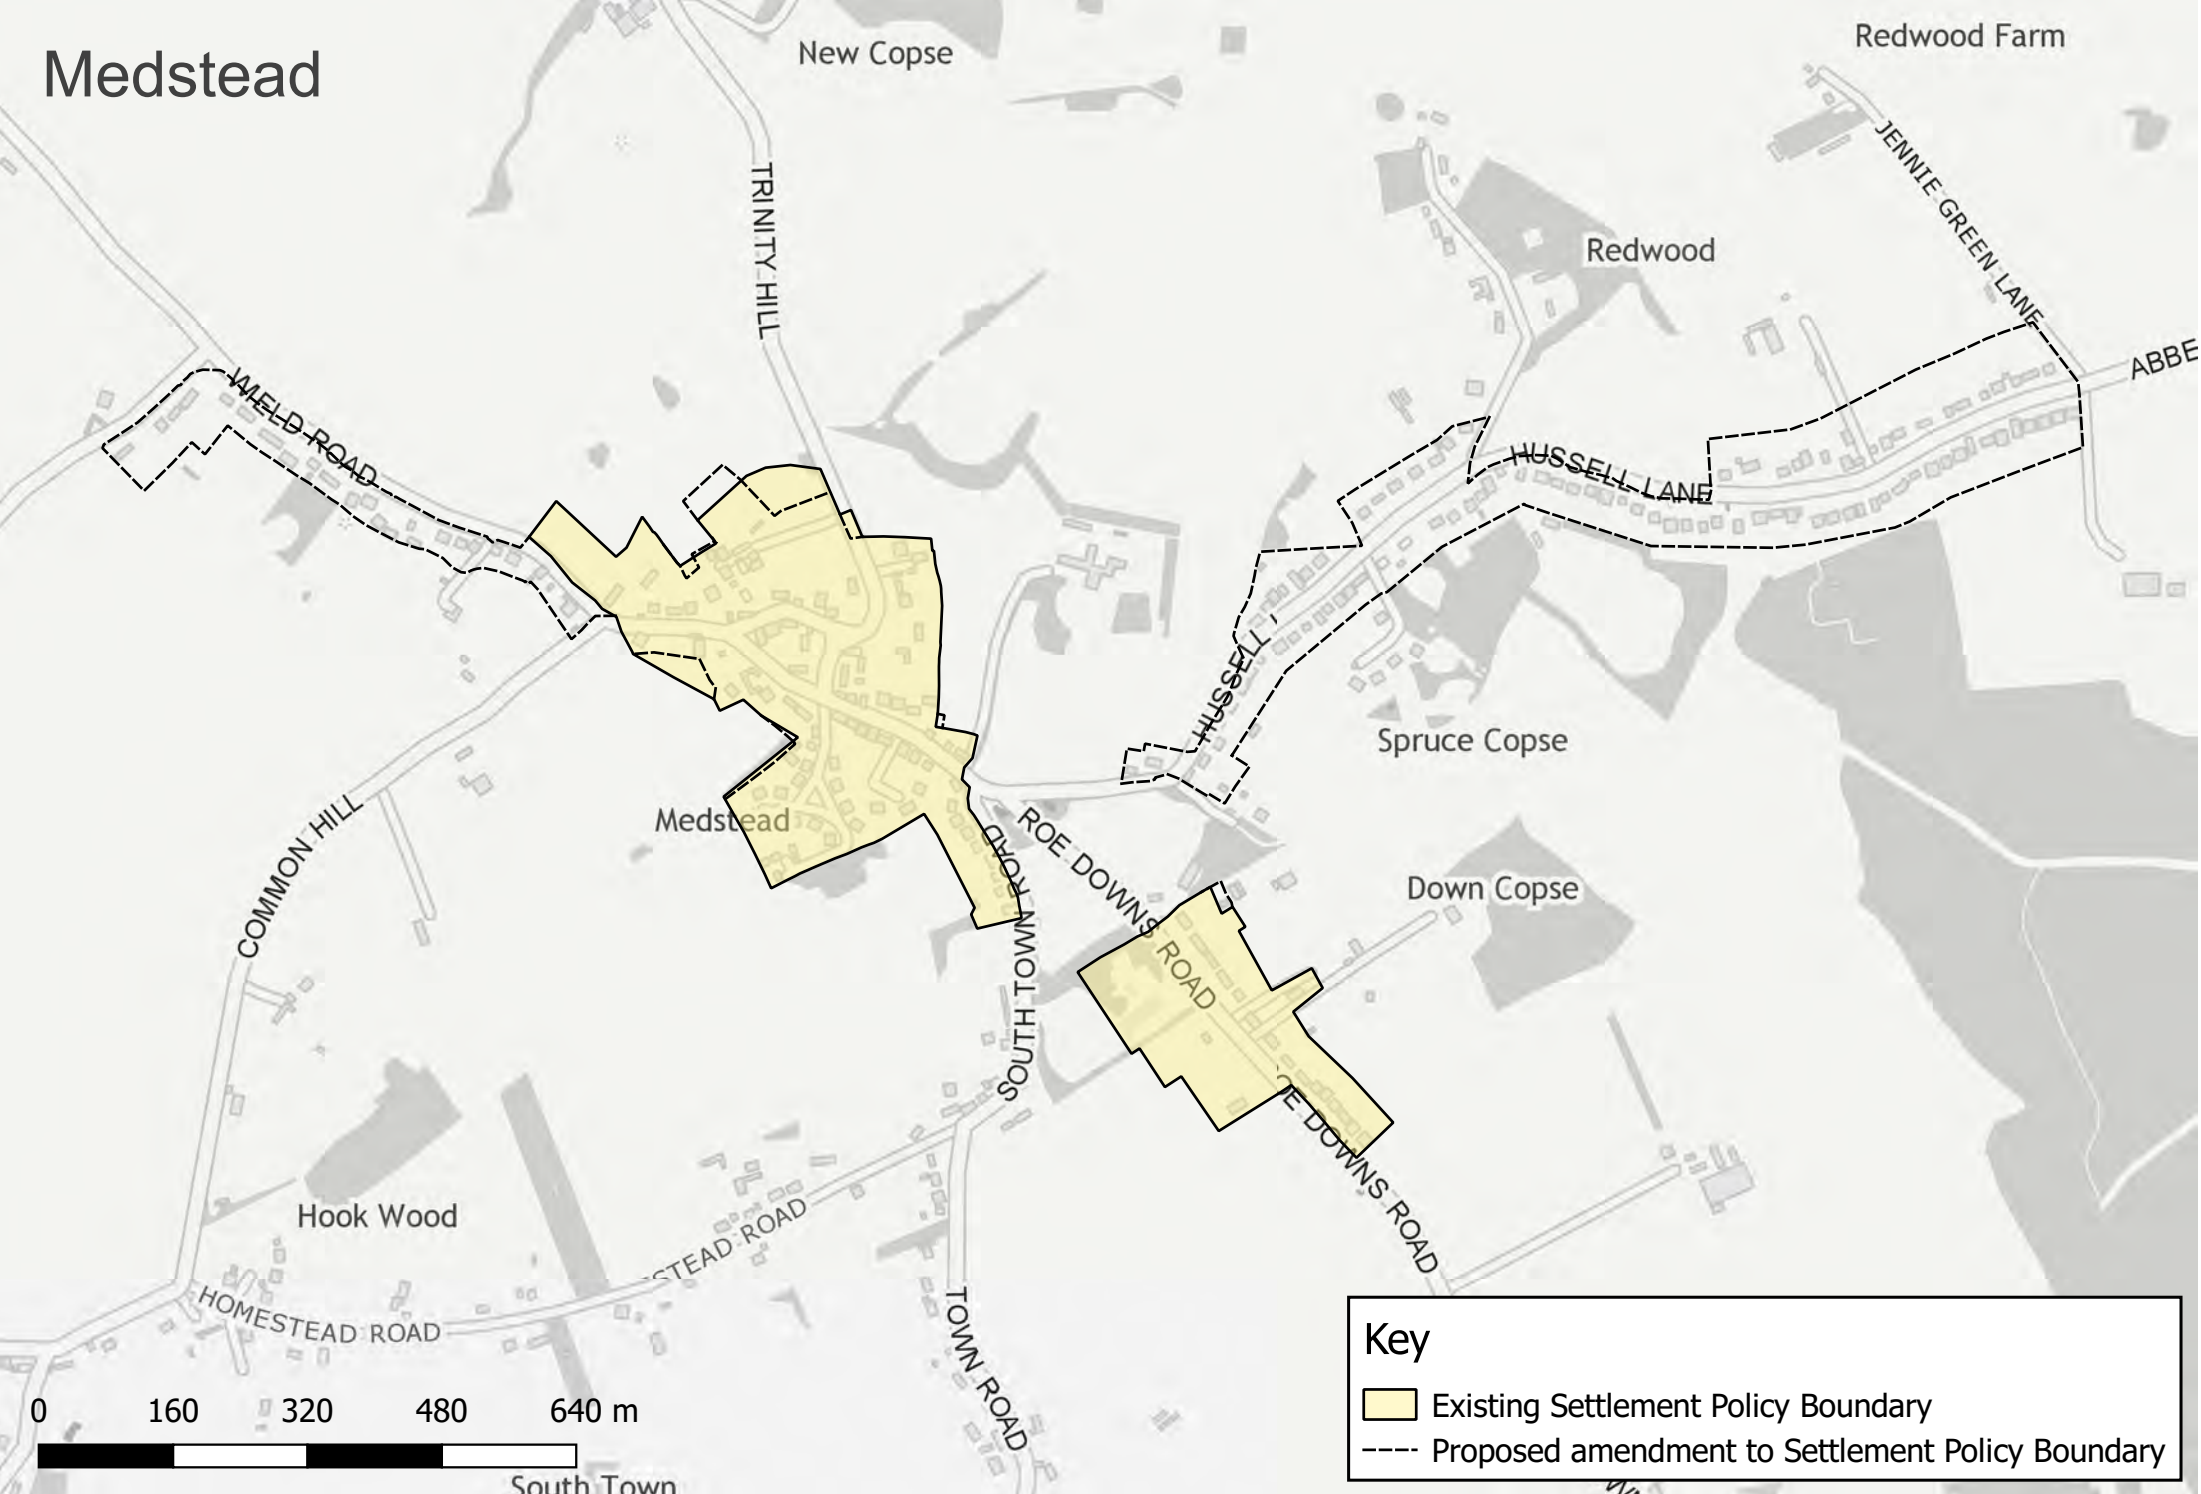 Medstead
New Copse
Redwood Farm
TRINITY HILL
JENNIE GREEN LANE
Redwood
ABBE
WIELD ROAD
HUSSELL LANE
HUSSELL
Spruce Copse
Medstead
ROE DOWNS ROAD
SOUTH TOWN ROAD
Down Copse
COMMON HILL
OE DOWNS ROAD
Hook Wood
STEAD ROAD
HOMESTEAD ROAD
TOWN ROAD
South Town
0 160 320 480 640 m
Key
Existing Settlement Policy Boundary
Proposed amendment to Settlement Policy Boundary